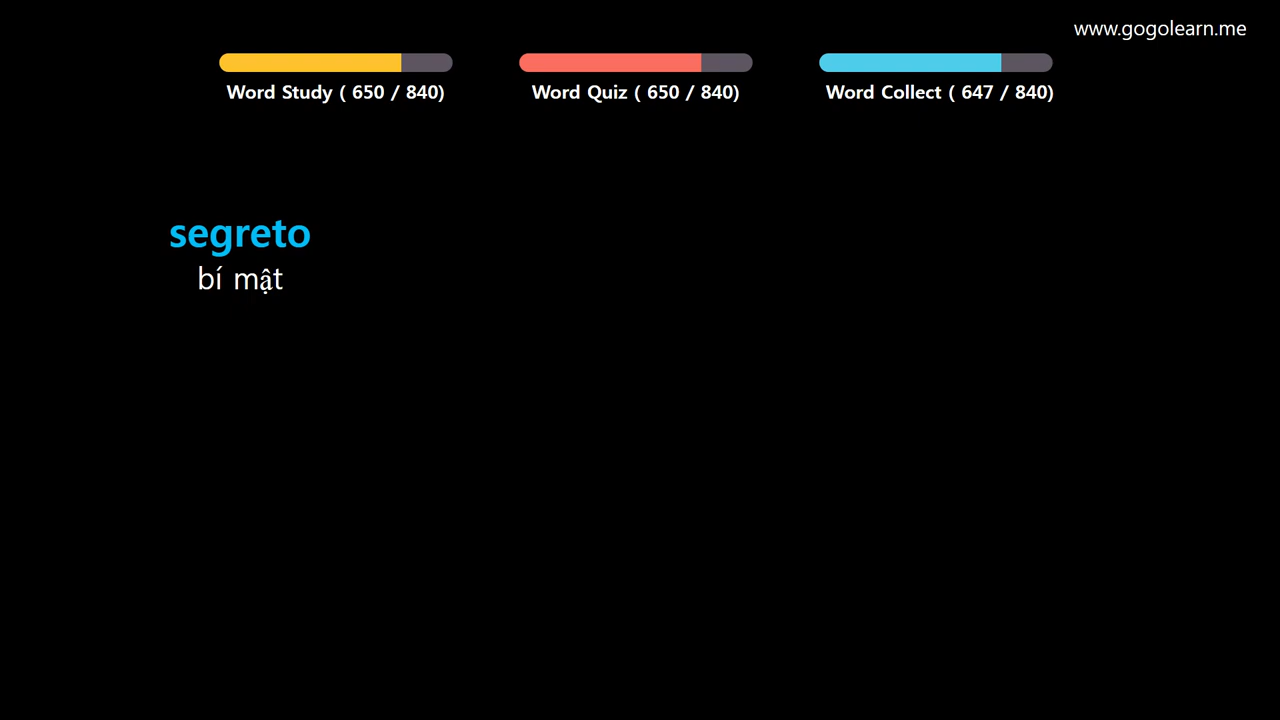 www.gogolearn.me
Word Study ( 650 / 840)
Word Quiz ( 650 / 840)
Word Collect ( 647 / 840)
segreto
bí mật